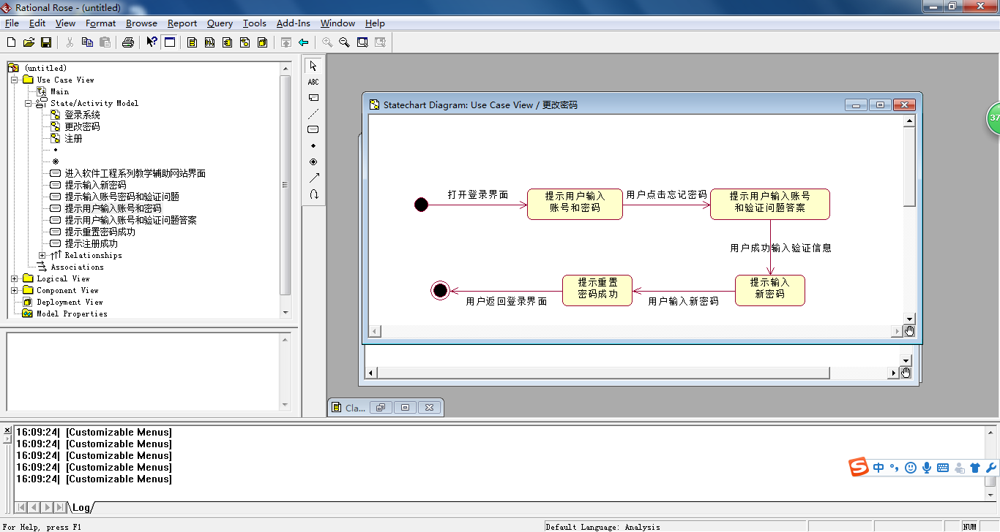 Rational Rose - (untitled)
File Edit View Format Browse Report Query Tools Add-Ins Window Help
(untitled)
Use Case View
Main
State/Activity Model
登录系统
更改密码
注册
进入软件工程系列教学辅助网站界面
提示输入新密码
提示输入账号密码和验证问题
提示用户输入账号和密码
提示用户输入账号和验证问题答案
提示重置密码成功
提示注册成功
Relationships
Associations
Logical View
Component View
Deployment View
Model Properties
ABC
Statechart Diagram: Use Case View / 更改密码
打开登录界面
提示用户输入
账号和密码
用户点击忘记密码
提示用户输入账号
和验证问题答案
用户成功输入验证信息
提示输入
新密码
用户输入新密码
提示重置
密码成功
用户返回登录界面
37
Cla...
16:09:24| [Customizable Menus]
16:09:24| [Customizable Menus]
16:09:24| [Customizable Menus]
16:09:24| [Customizable Menus]
16:09:24| [Customizable Menus]
中
Log
For Help, press F1
Default Language: Analysis
NUM